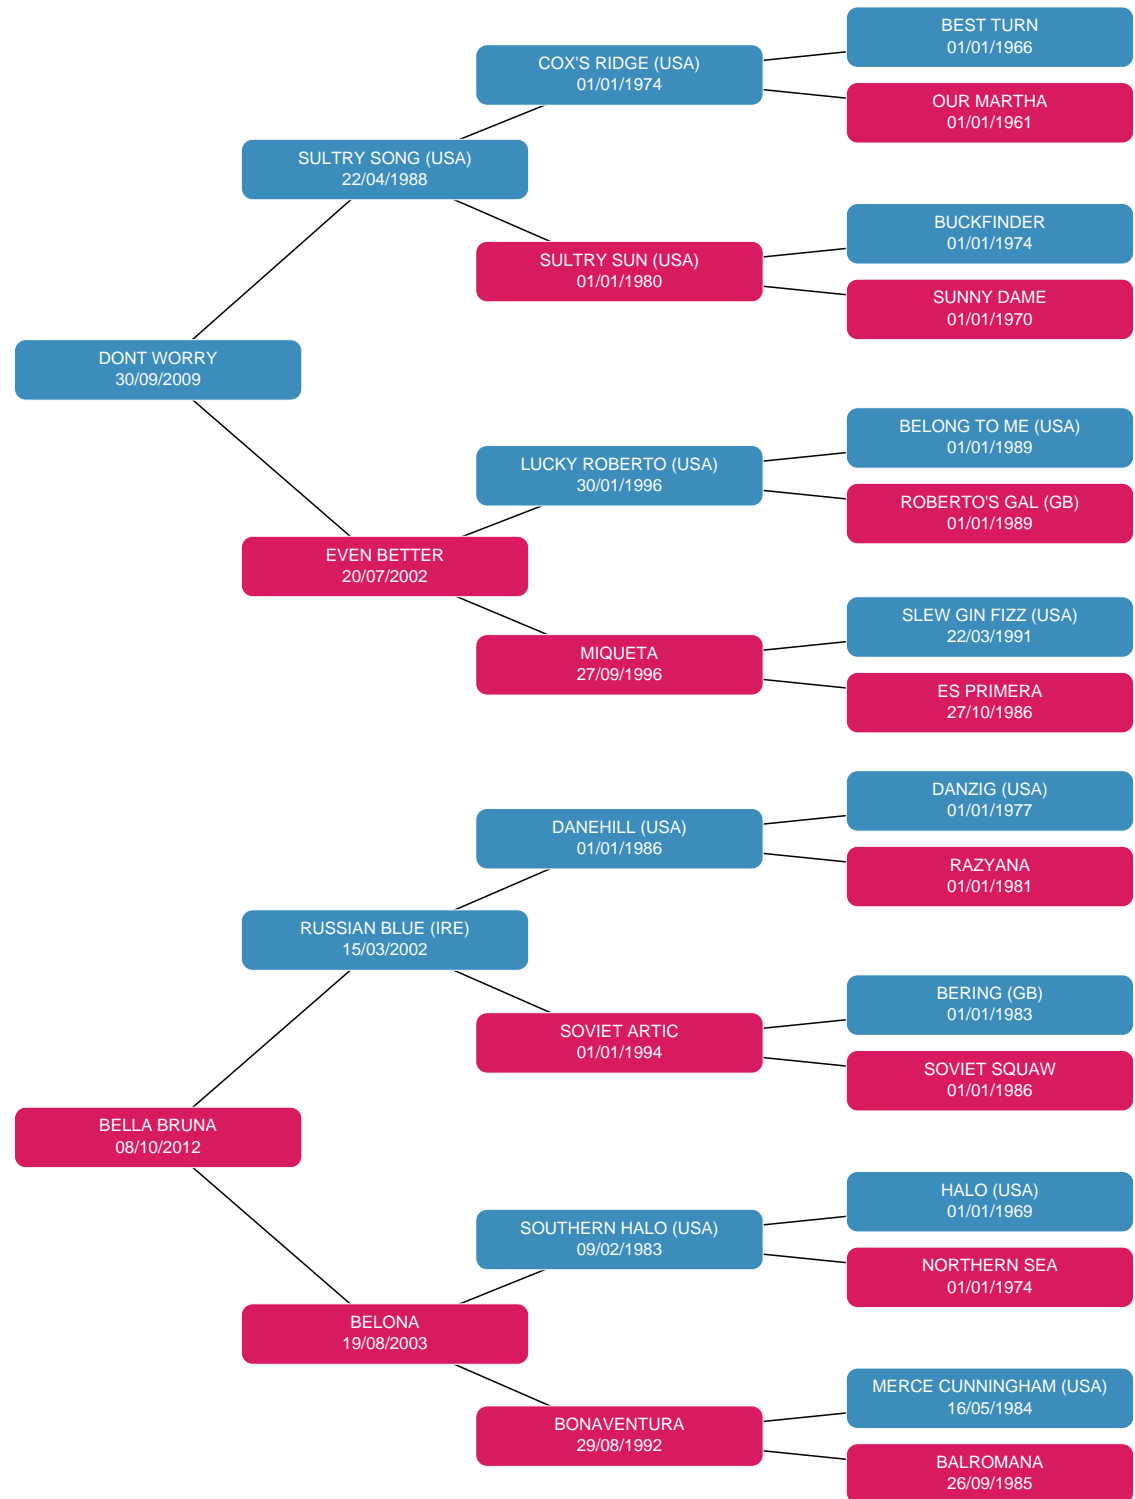 BEST TURN
01/01/1966
COX'S RIDGE (USA)
01/01/1974
OUR MARTHA
01/01/1961
SULTRY SONG (USA)
22/04/1988
BUCKFINDER
01/01/1974
SULTRY SUN (USA)
01/01/1980
SUNNY DAME
01/01/1970
DONT WORRY
30/09/2009
BELONG TO ME (USA)
01/01/1989
LUCKY ROBERTO (USA)
30/01/1996
ROBERTO'S GAL (GB)
01/01/1989
EVEN BETTER
20/07/2002
SLEW GIN FIZZ (USA)
22/03/1991
MIQUETA
27/09/1996
ES PRIMERA
27/10/1986
DANZIG (USA)
01/01/1977
DANEHILL (USA)
01/01/1986
RAZYANA
01/01/1981
RUSSIAN BLUE (IRE)
15/03/2002
BERING (GB)
01/01/1983
SOVIET ARTIC
01/01/1994
SOVIET SQUAW
01/01/1986
BELLA BRUNA
08/10/2012
HALO (USA)
01/01/1969
SOUTHERN HALO (USA)
09/02/1983
NORTHERN SEA
01/01/1974
BELONA
19/08/2003
MERCE CUNNINGHAM (USA)
16/05/1984
BONAVENTURA
29/08/1992
BALROMANA
26/09/1985